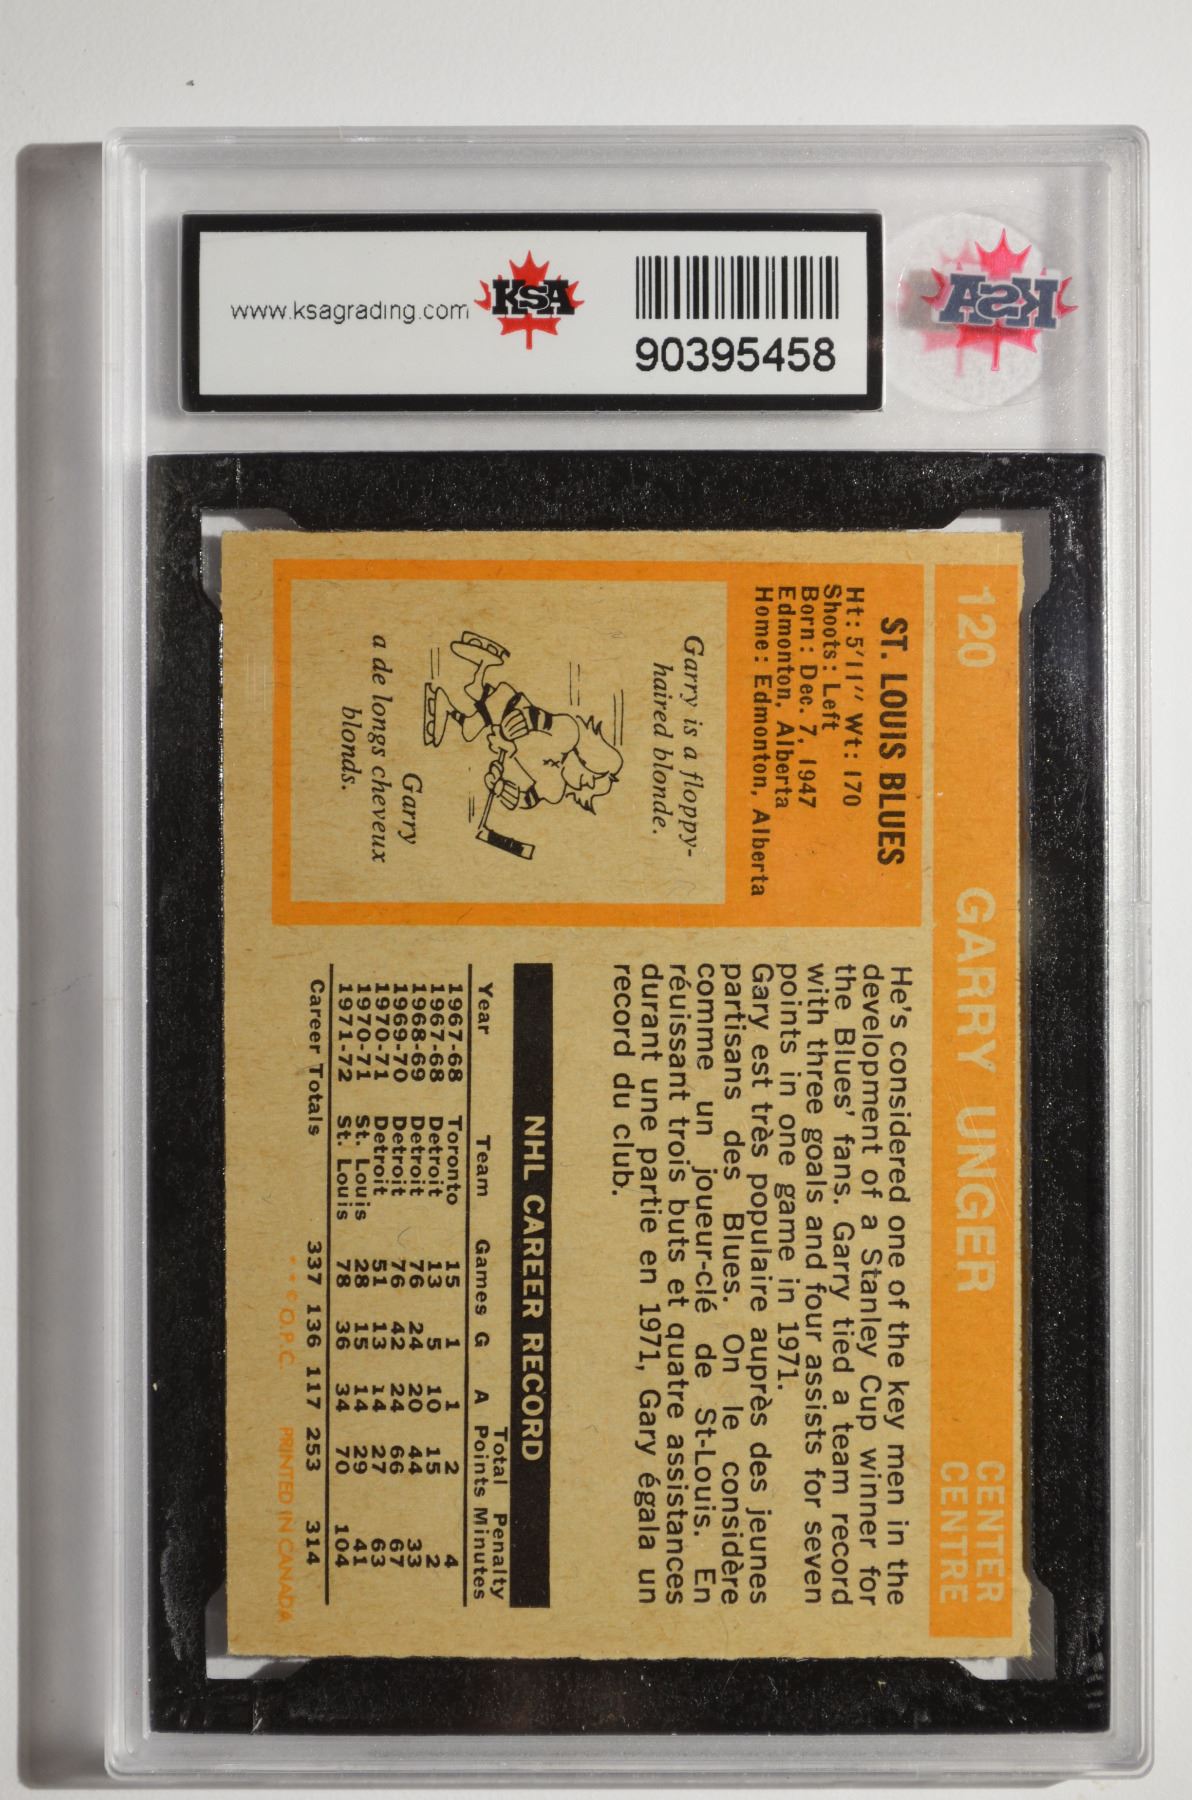 www.ksagrading.com
KSA
90395458
KSA
120 GARRY UNGER CENTER
CENTRE
ST. LOUIS BLUES
Ht: 5'11" Wt: 170
Shoots: Left
Born: Dec. 7, 1947
Edmonton, Alberta
Home: Edmonton, Alberta
Garry is a floppy-
haired blonde.
Garry
a de longs cheveux
blonds.
He's considered one of the key men in the
development of a Stanley Cup winner for
the Blues' fans. Garry tied a team record
with three goals and four assists for seven
points in one game in 1971.
Gary est très populaire auprès des jeunes
partisans des Blues. On le considère
comme un joueur-clé de St-Louis. En
réuissant trois buts et quatre assistances
durant une partie en 1971, Gary égala un
record du club.
NHL CAREER RECORD
Year Team Games G A Total Points Penalty Minutes
1967-68 Toronto 15 1 1 2 4
1967-68 Detroit 13 5 10 15 2
1968-69 Detroit 76 24 20 44 33
1969-70 Detroit 76 42 24 66 67
1970-71 Detroit 51 13 14 27 63
1970-71 St. Louis 28 15 14 29 41
1971-72 St. Louis 78 36 34 70 104
Career Totals 337 136 117 253 314
* * © O.P.C. PRINTED IN CANADA